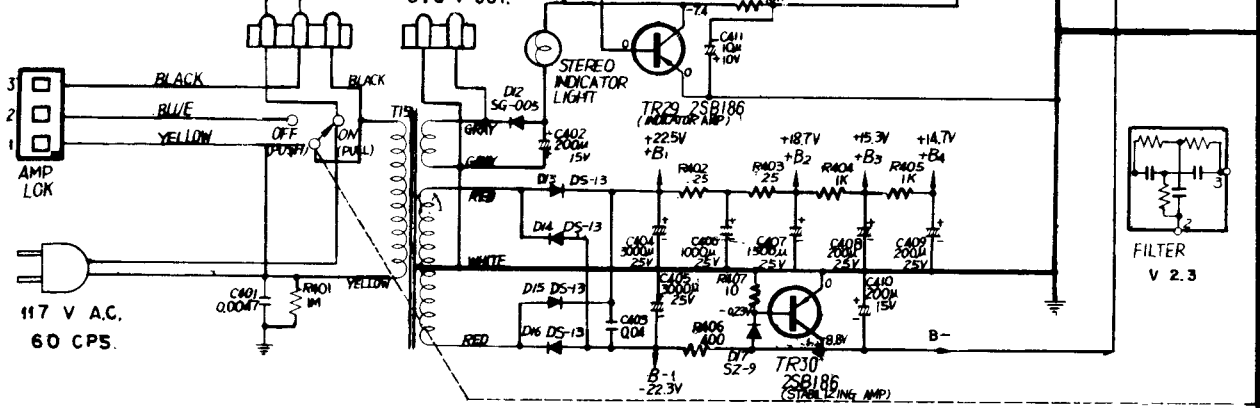 -7.4
C411
10µ
10V
0
STEREO
INDICATOR
LIGHT
TR29 2SB186
(INDICATOR AMP)
D12
SG-005
3
2
1
BLACK
BLUE
YELLOW
AMP
LCK
BLACK
OFF
(PUSH)
ON
(PULL)
GRAY
GRAY
C402
200µ
15V
+22.5V
+B1
+18.7V
+B2
+15.3V
+B3
+14.7V
+B4
R402
.25
R403
25
R404
1K
R405
1K
RED
D13 DS-13
D14 DS-13
C404
3000µ
25V
C406
1000µ
25V
C407
1500µ
25V
C408
200µ
25V
C409
200µ
25V
WHITE
YELLOW
117 V A.C.
60 CPS.
C401
0.0047
R401
1M
D15 DS-13
D16 DS-13
RED
C403
0.04
C405
3000µ
25V
R407
10
-0.23V
R406
400
D17
SZ-9
0
TR30
2SB186
(STABILIZING AMP)
C410
200µ
15V
B-
B-1
-22.3V
3
2
FILTER
V 2.3